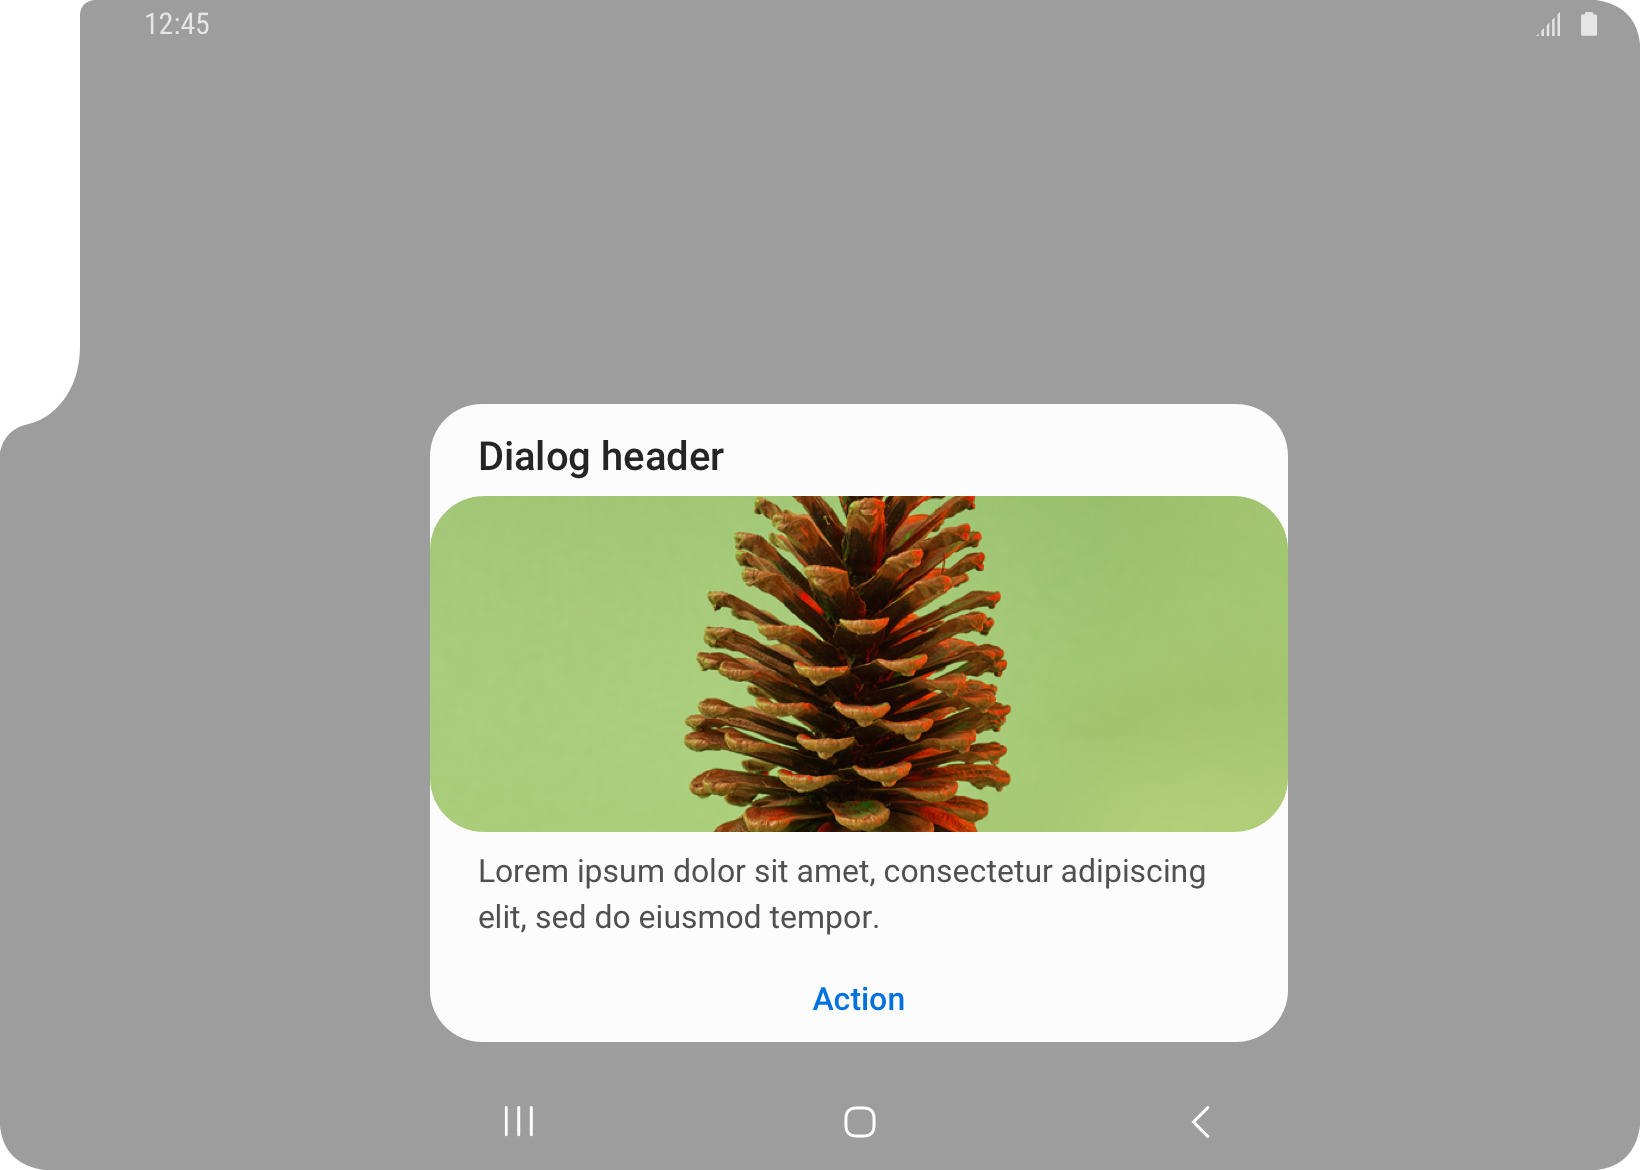 12:45
Dialog header
Lorem ipsum dolor sit amet, consectetur adipiscing
elit, sed do eiusmod tempor.
Action